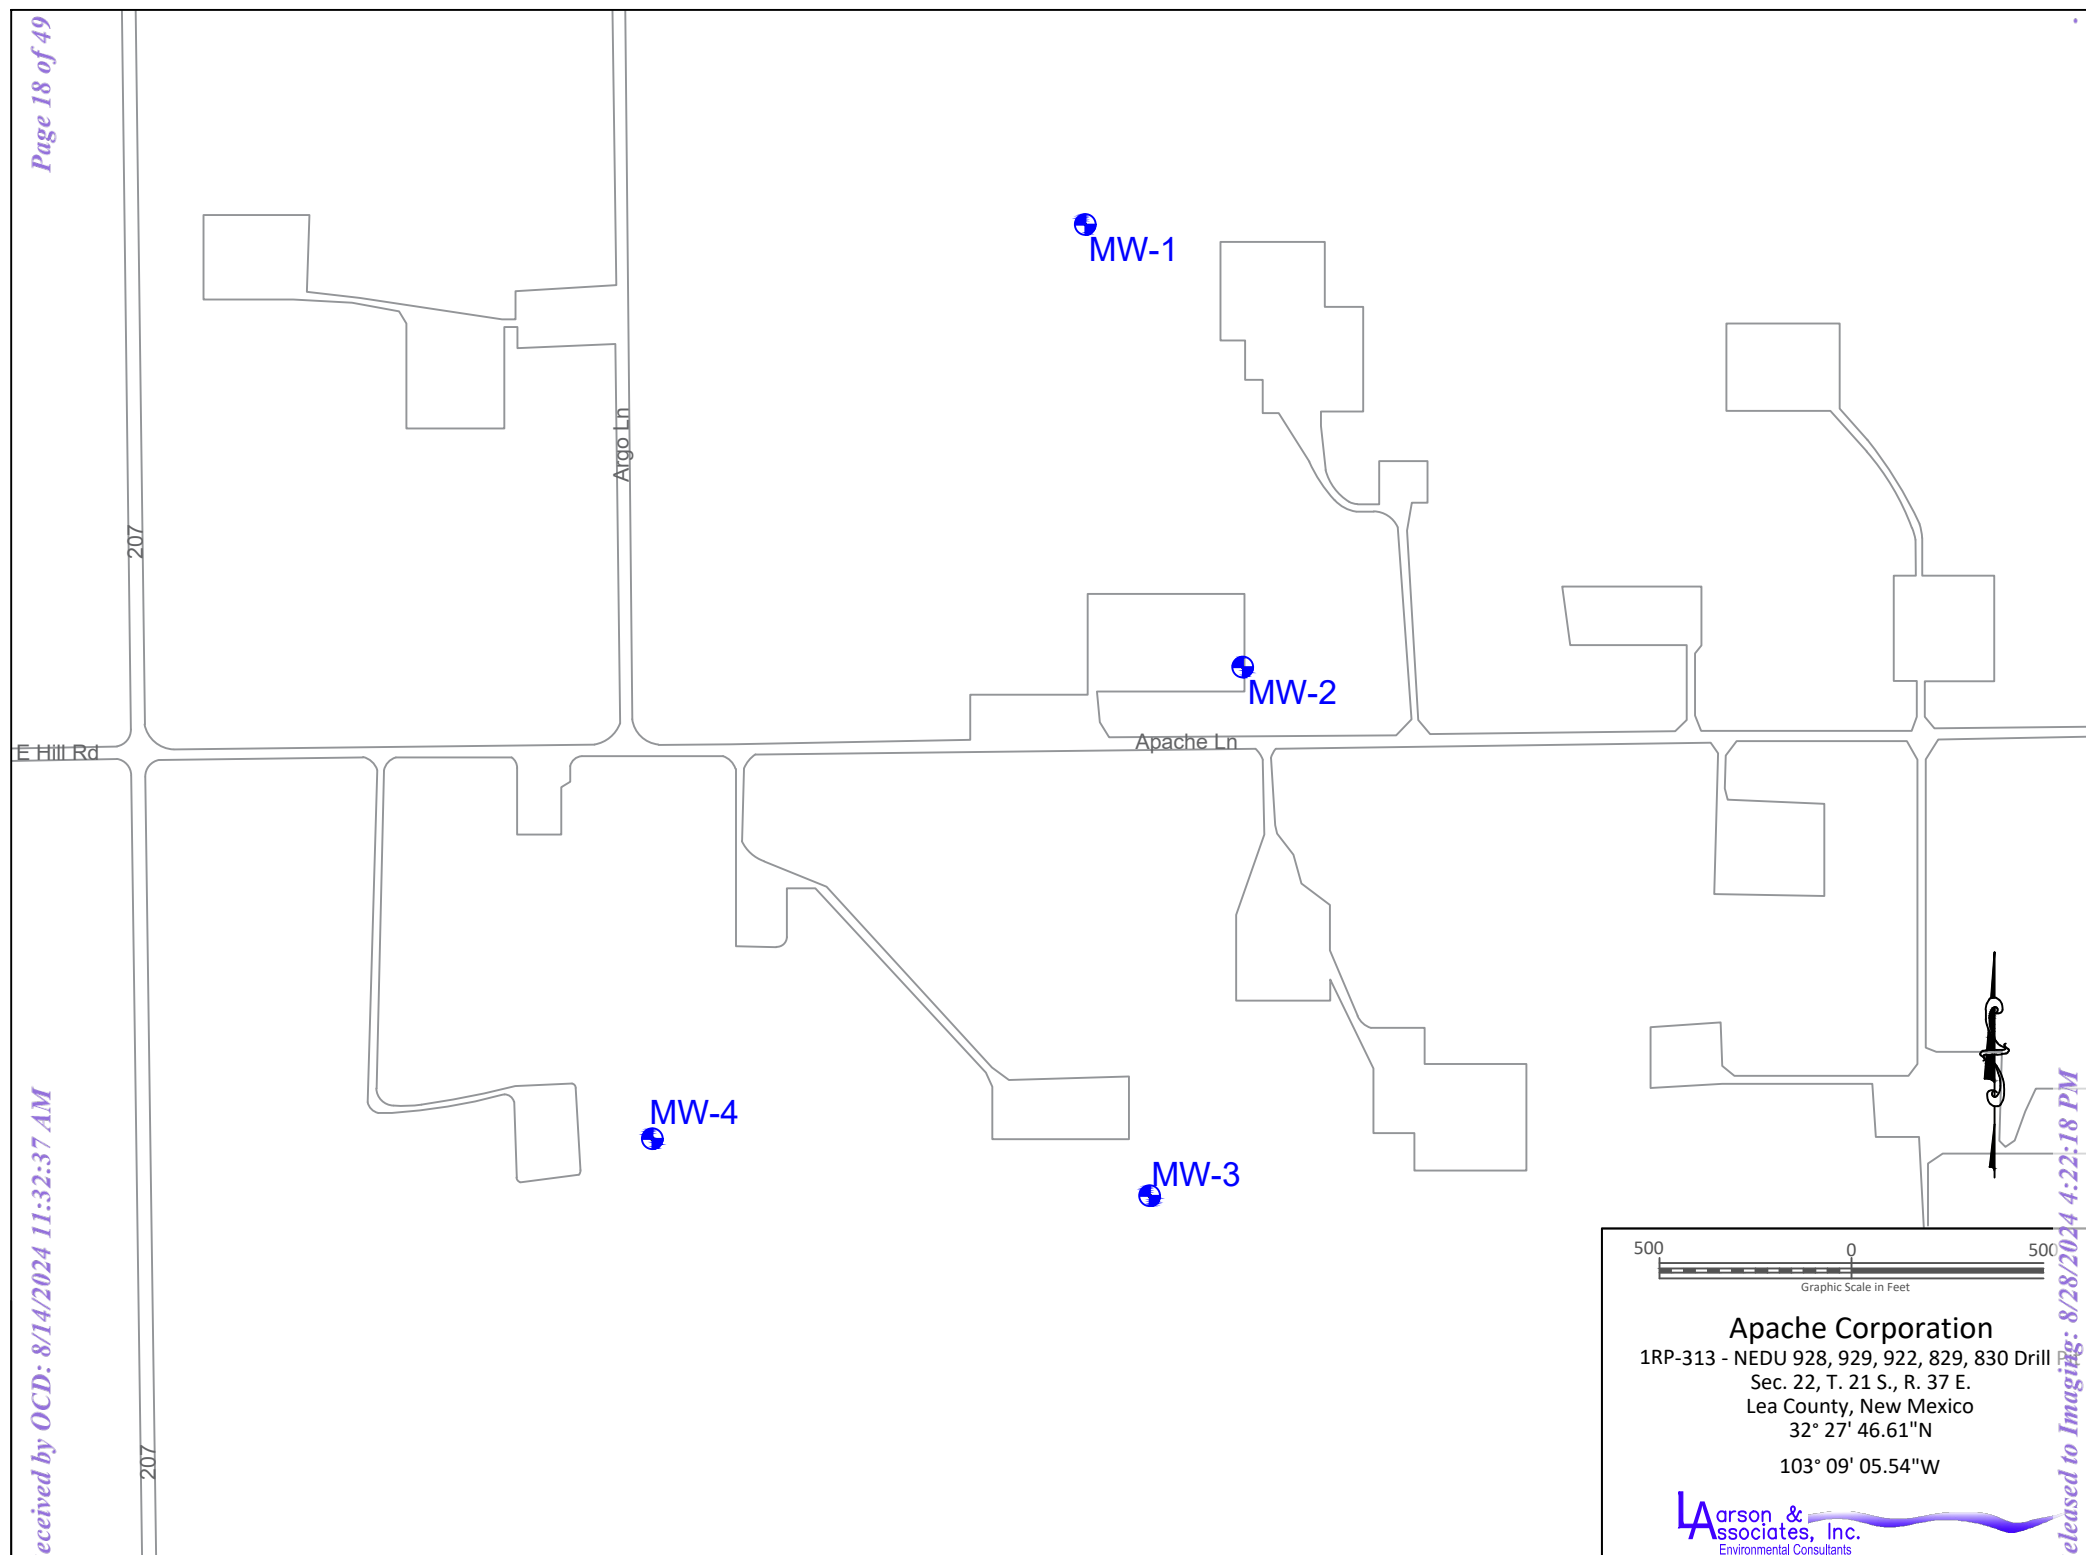 Page 18 of 49
MW-1
Argo Ln
207
MW-2
Apache Ln
E Hill Rd
MW-4
MW-3
207
eceived by OCD: 8/14/2024 11:32:37 AM
eleased to Imaging: 8/28/2024 4:22:18 PM
500 0 500
Graphic Scale in Feet
Apache Corporation
1RP-313 - NEDU 928, 929, 922, 829, 830 Drill
Sec. 22, T. 21 S., R. 37 E.
Lea County, New Mexico
32° 27' 46.61"N
103° 09' 05.54"W
Larson &
Associates, Inc.
Environmental Consultants